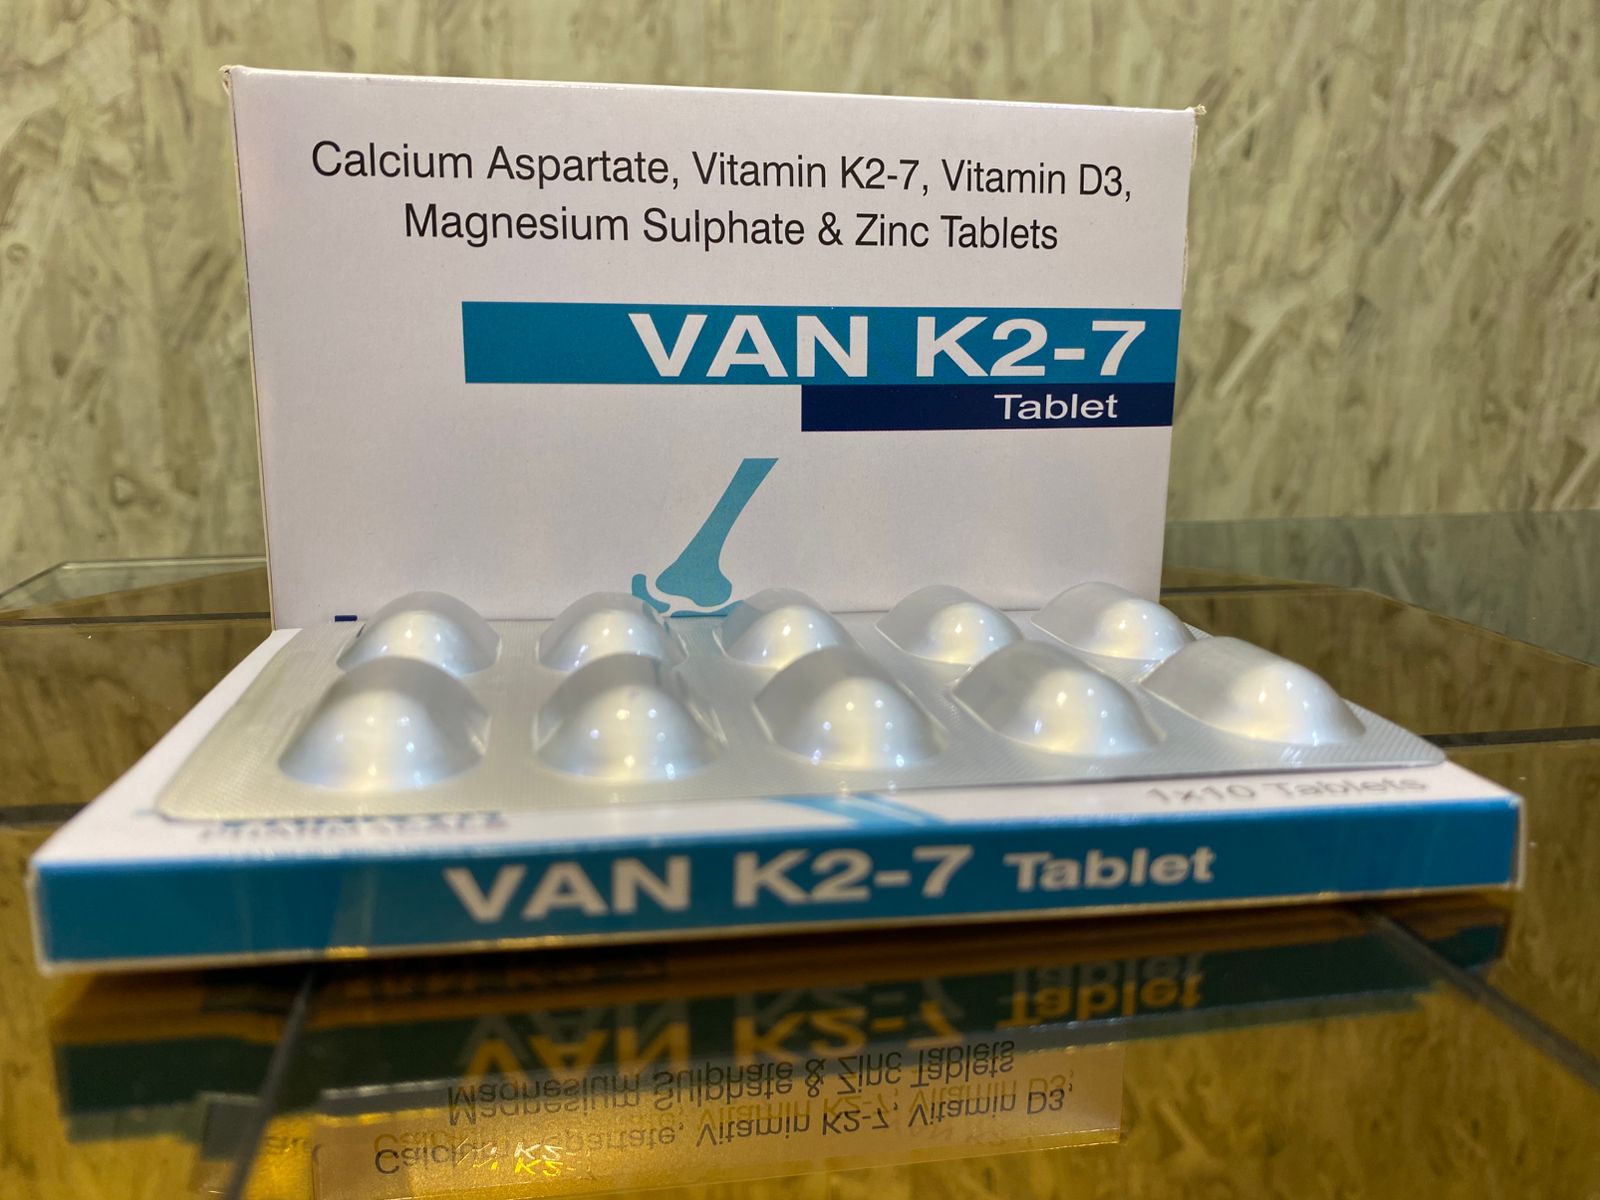 Calcium Aspartate, Vitamin K2-7, Vitamin D3,
Magnesium Sulphate & Zinc Tablets
VAN K2-7
Tablet
1x10 Tablets
VAN K2-7 Tablet